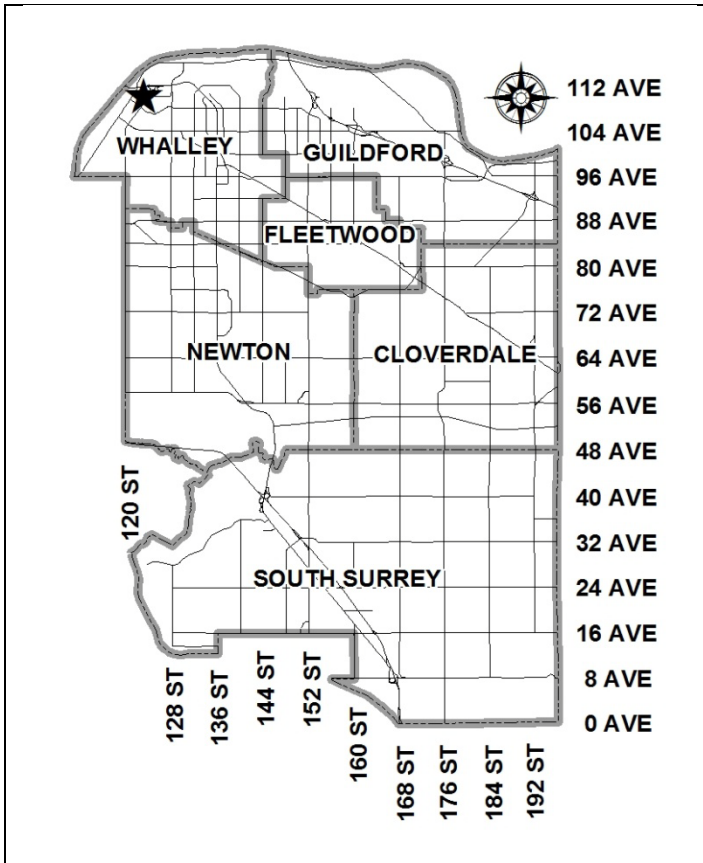 112 AVE
104 AVE
WHALLEY
GUILDFORD
96 AVE
88 AVE
FLEETWOOD
80 AVE
72 AVE
NEWTON
CLOVERDALE
64 AVE
56 AVE
48 AVE
120 ST
40 AVE
32 AVE
SOUTH SURREY
24 AVE
16 AVE
8 AVE
0 AVE
128 ST
136 ST
144 ST
152 ST
160 ST
168 ST
176 ST
184 ST
192 ST